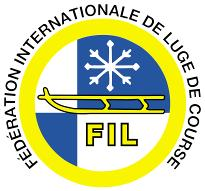 FÉDÉRATION INTERNATIONALE DE LUGE DE COURSE
FIL